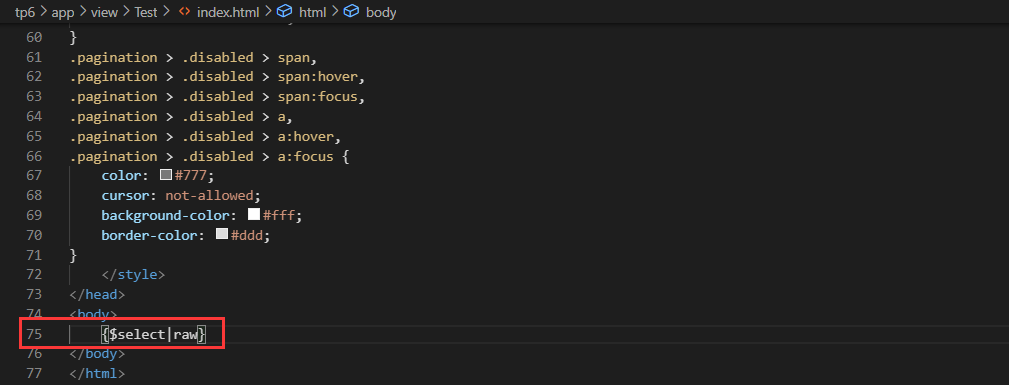 tp6 > app > view > Test > <> index.html > html > body
60 }
61 .pagination > .disabled > span,
62 .pagination > .disabled > span:hover,
63 .pagination > .disabled > span:focus,
64 .pagination > .disabled > a,
65 .pagination > .disabled > a:hover,
66 .pagination > .disabled > a:focus {
67     color: #777;
68     cursor: not-allowed;
69     background-color: #fff;
70     border-color: #ddd;
71 }
72     </style>
73 </head>
74 <body>
75     {$select|raw}
76 </body>
77 </html>